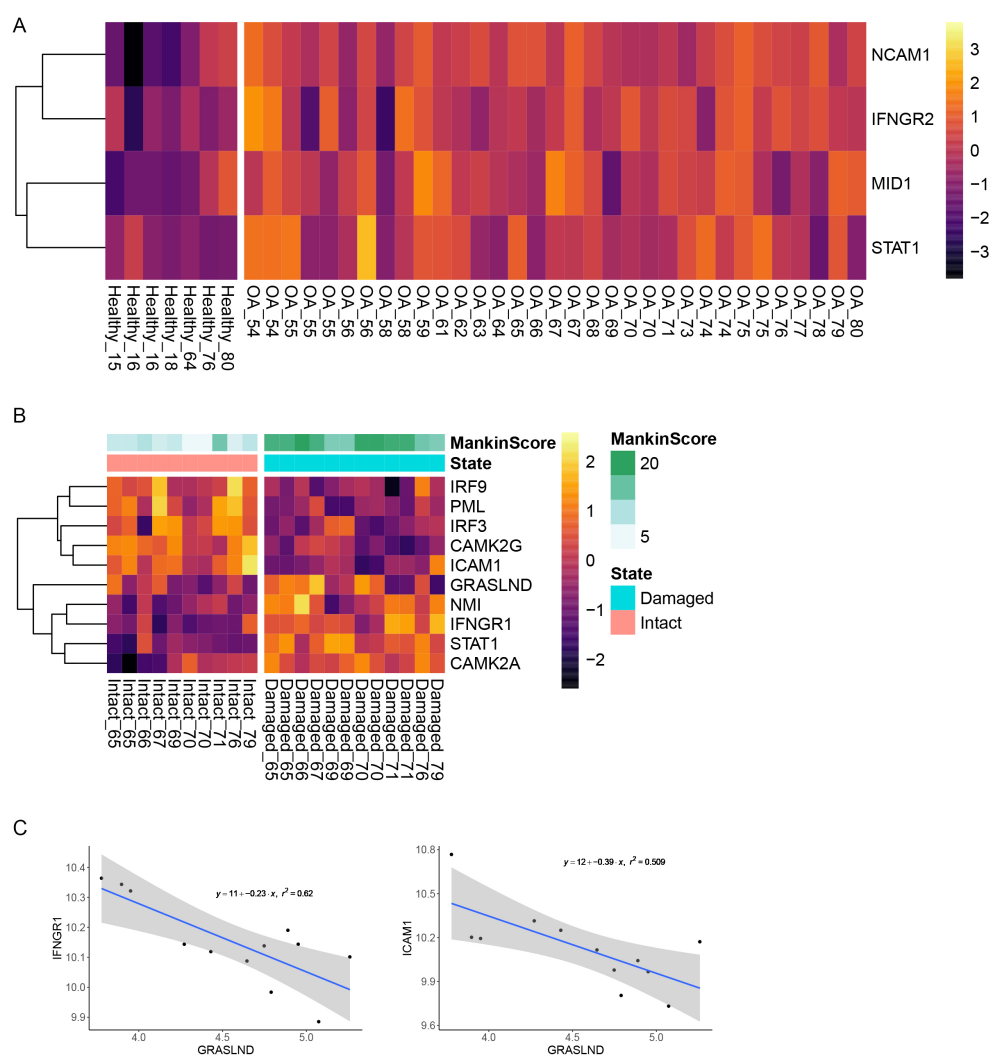 A
NCAM1
IFNGR2
MID1
STAT1
3
2
1
0
−1
−2
−3
Healthy_15
Healthy_16
Healthy_16
Healthy_18
Healthy_64
Healthy_76
Healthy_80
OA_54
OA_54
OA_55
OA_55
OA_55
OA_56
OA_56
OA_58
OA_58
OA_59
OA_61
OA_62
OA_63
OA_64
OA_65
OA_66
OA_67
OA_67
OA_68
OA_69
OA_70
OA_70
OA_71
OA_73
OA_74
OA_74
OA_75
OA_75
OA_76
OA_77
OA_78
OA_79
OA_80
B
MankinScore
State
IRF9
PML
IRF3
CAMK2G
ICAM1
GRASLND
NMI
IFNGR1
STAT1
CAMK2A
2
1
0
−1
−2
MankinScore
20
5
State
Damaged
Intact
Intact_65
Intact_65
Intact_66
Intact_67
Intact_69
Intact_70
Intact_70
Intact_71
Intact_76
Intact_79
Damaged_65
Damaged_65
Damaged_66
Damaged_67
Damaged_69
Damaged_69
Damaged_70
Damaged_70
Damaged_71
Damaged_71
Damaged_76
Damaged_79
C
IFNGR1
10.4
10.3
10.2
10.1
10.0
9.9
y = 11 + −0.23 · x, r² = 0.62
4.0
4.5
5.0
GRASLND
ICAM1
10.8
10.5
10.2
9.9
9.6
y = 12 + −0.39 · x, r² = 0.509
4.0
4.5
5.0
GRASLND